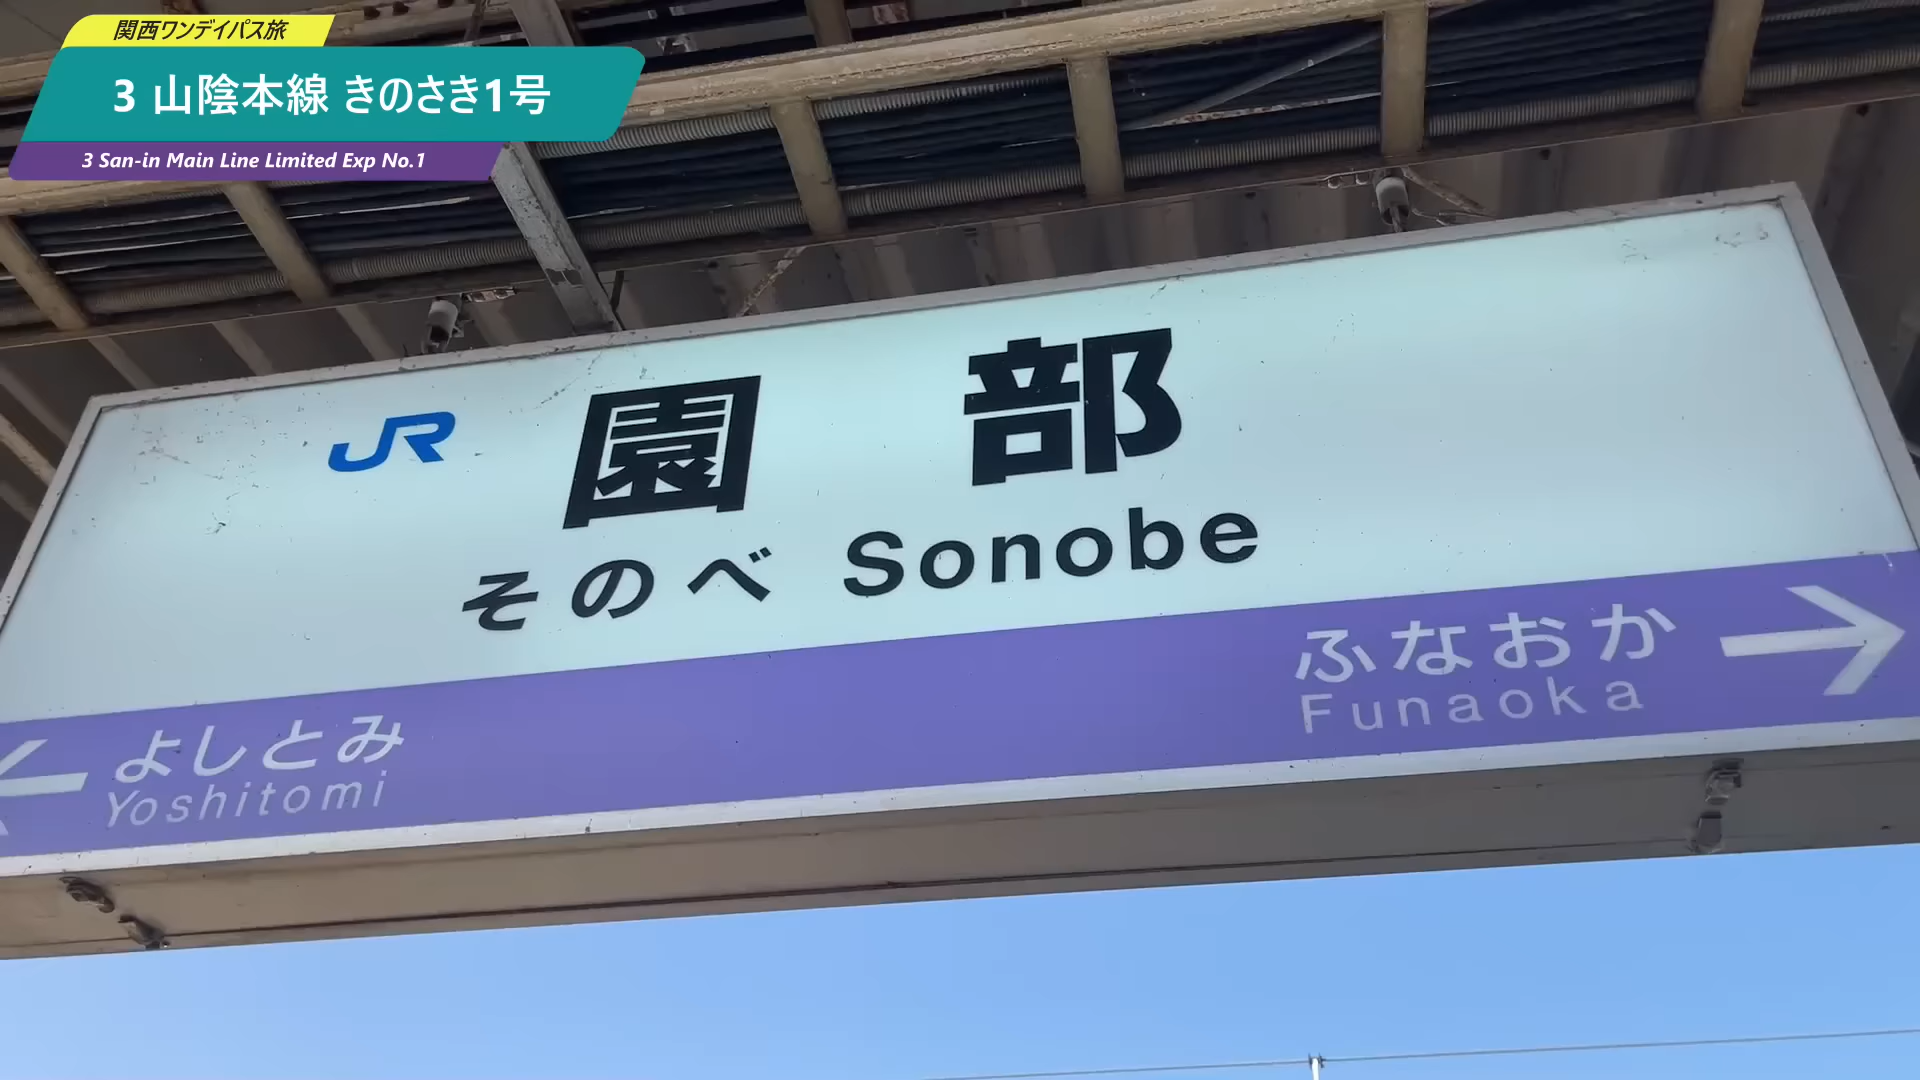 関西ワンデイパス旅
3 山陰本線 きのさき1号
3 San-in Main Line Limited Exp No.1
JR 園部
そのべ Sonobe
← よしとみ
Yoshitomi
ふなおか →
Funaoka